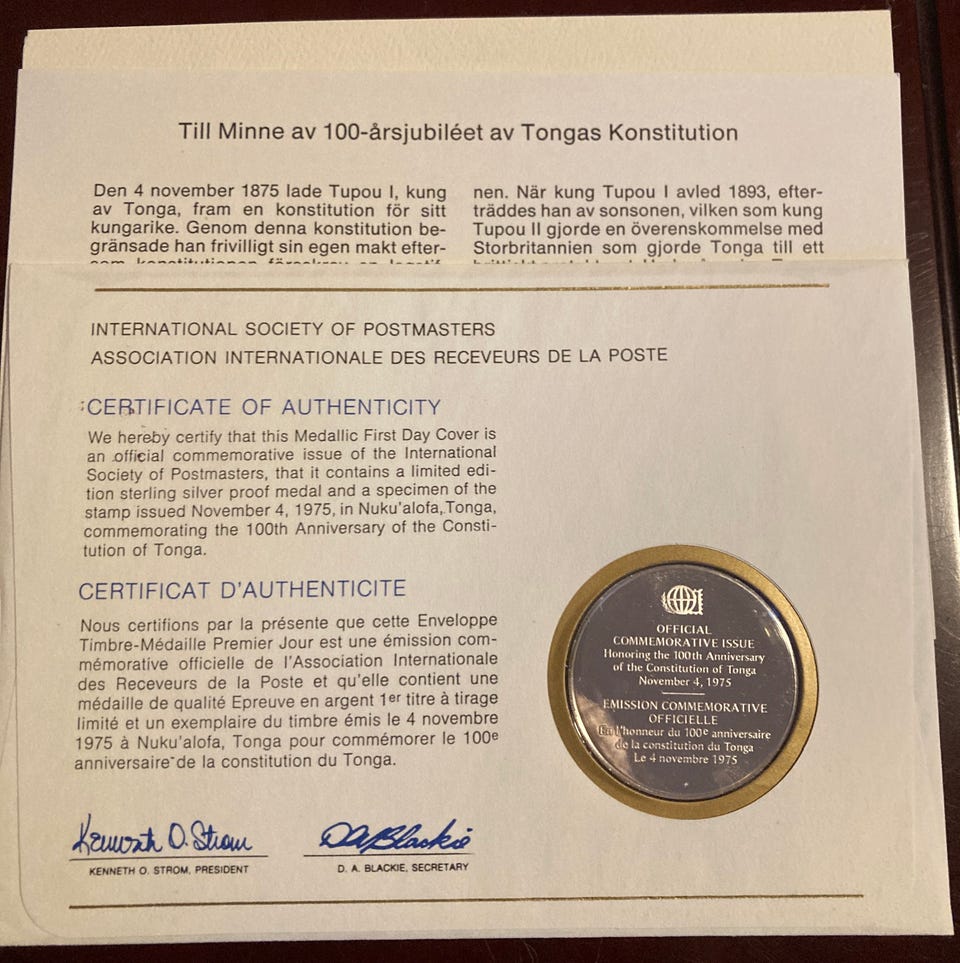 Till Minne av 100-årsjubiléet av Tongas Konstitution
Den 4 november 1875 lade Tupou I, kung
av Tonga, fram en konstitution för sitt
kungarike. Genom denna konstitution be-
gränsade han frivilligt sin egen makt efter-
nen. När kung Tupou I avled 1893, efter-
träddes han av sonsonen, vilken som kung
Tupou II gjorde en överenskommelse med
Storbritannien som gjorde Tonga till ett
INTERNATIONAL SOCIETY OF POSTMASTERS
ASSOCIATION INTERNATIONALE DES RECEVEURS DE LA POSTE
CERTIFICATE OF AUTHENTICITY
We hereby certify that this Medallic First Day Cover is
an official commemorative issue of the International
Society of Postmasters, that it contains a limited edi-
tion sterling silver proof medal and a specimen of the
stamp issued November 4, 1975, in Nuku'alofa, Tonga,
commemorating the 100th Anniversary of the Consti-
tution of Tonga.
CERTIFICAT D'AUTHENTICITE
Nous certifions par la présente que cette Enveloppe
Timbre-Médaille Premier Jour est une émission com-
mémorative officielle de l'Association Internationale
des Receveurs de la Poste et qu'elle contient une
médaille de qualité Epreuve en argent 1er titre à tirage
limité et un exemplaire du timbre émis le 4 novembre
1975 à Nuku'alofa, Tonga pour commémorer le 100e
anniversaire de la constitution du Tonga.
Kenneth O. Strom
KENNETH O. STROM, PRESIDENT
D A Blackie
D. A. BLACKIE, SECRETARY
OFFICIAL
COMMEMORATIVE ISSUE
Honoring the 100th Anniversary
of the Constitution of Tonga
November 4, 1975
EMISSION COMMEMORATIVE
OFFICIELLE
En l'honneur du 100e anniversaire
de la constitution du Tonga
Le 4 novembre 1975